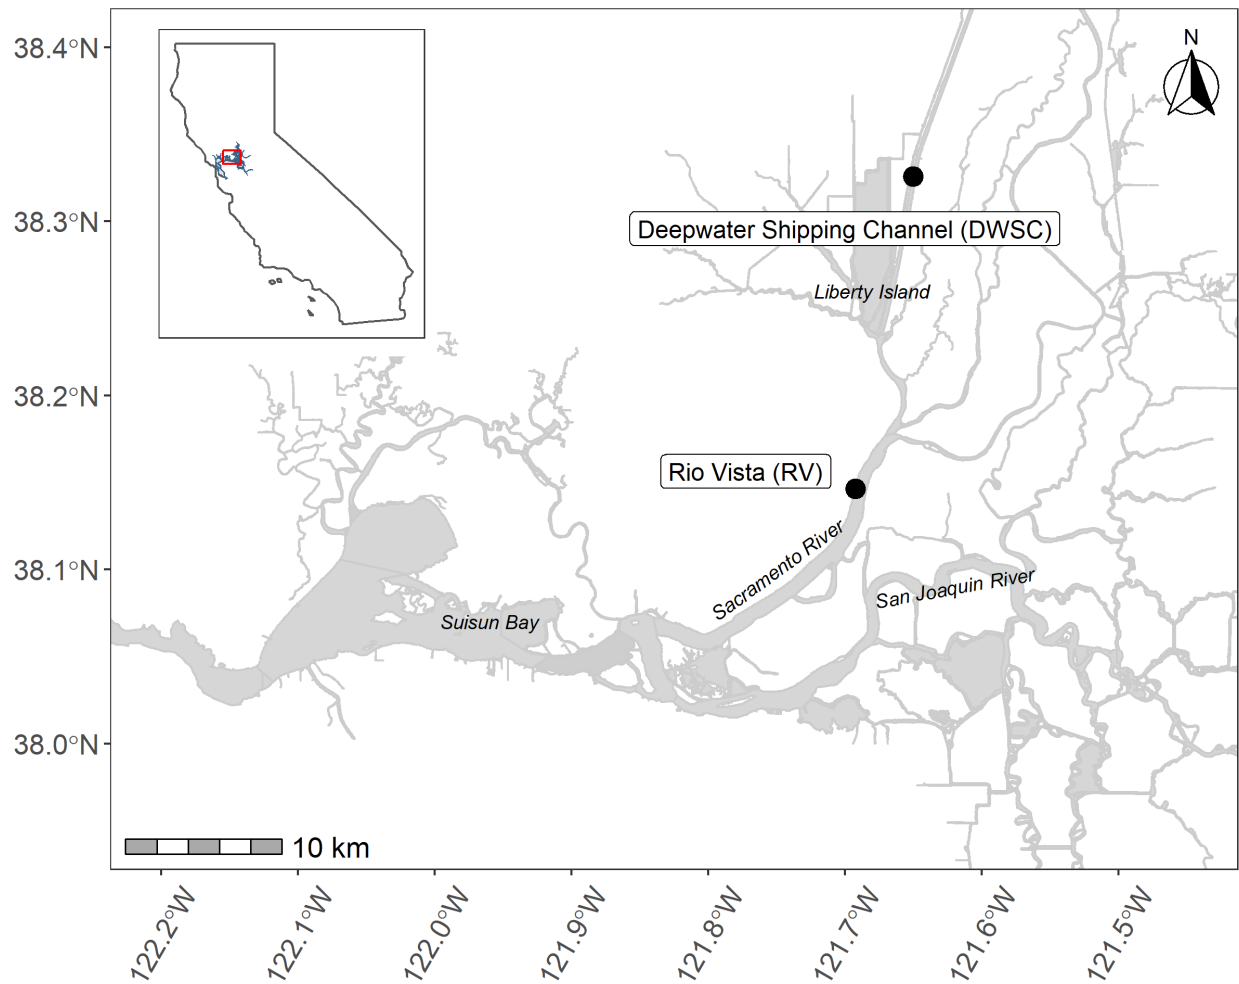 38.4°N
N
38.3°N
Deepwater Shipping Channel (DWSC)
Liberty Island
38.2°N
Rio Vista (RV)
Sacramento River
38.1°N
San Joaquin River
Suisun Bay
38.0°N
10 km
122.2°W
122.1°W
122.0°W
121.9°W
121.8°W
121.7°W
121.6°W
121.5°W